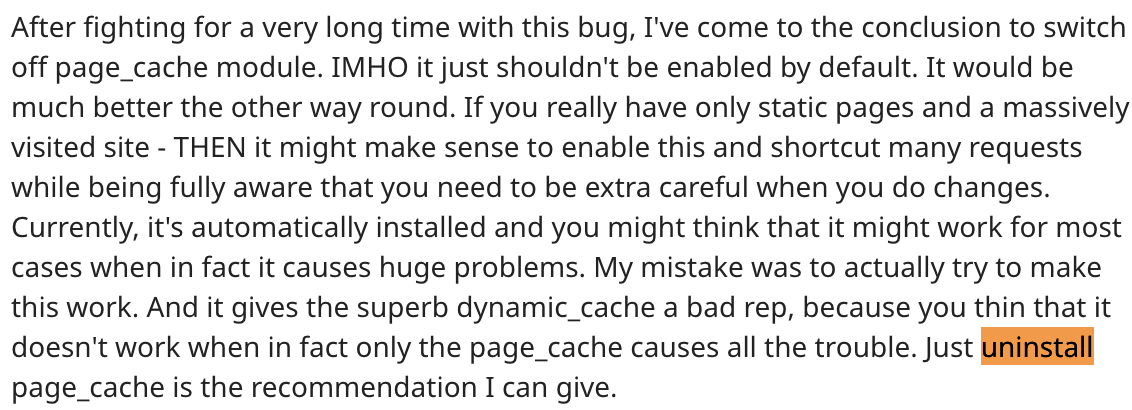 After fighting for a very long time with this bug, I've come to the conclusion to switch
off page_cache module. IMHO it just shouldn't be enabled by default. It would be
much better the other way round. If you really have only static pages and a massively
visited site - THEN it might make sense to enable this and shortcut many requests
while being fully aware that you need to be extra careful when you do changes.
Currently, it's automatically installed and you might think that it might work for most
cases when in fact it causes huge problems. My mistake was to actually try to make
this work. And it gives the superb dynamic_cache a bad rep, because you thin that it
doesn't work when in fact only the page_cache causes all the trouble. Just uninstall
page_cache is the recommendation I can give.